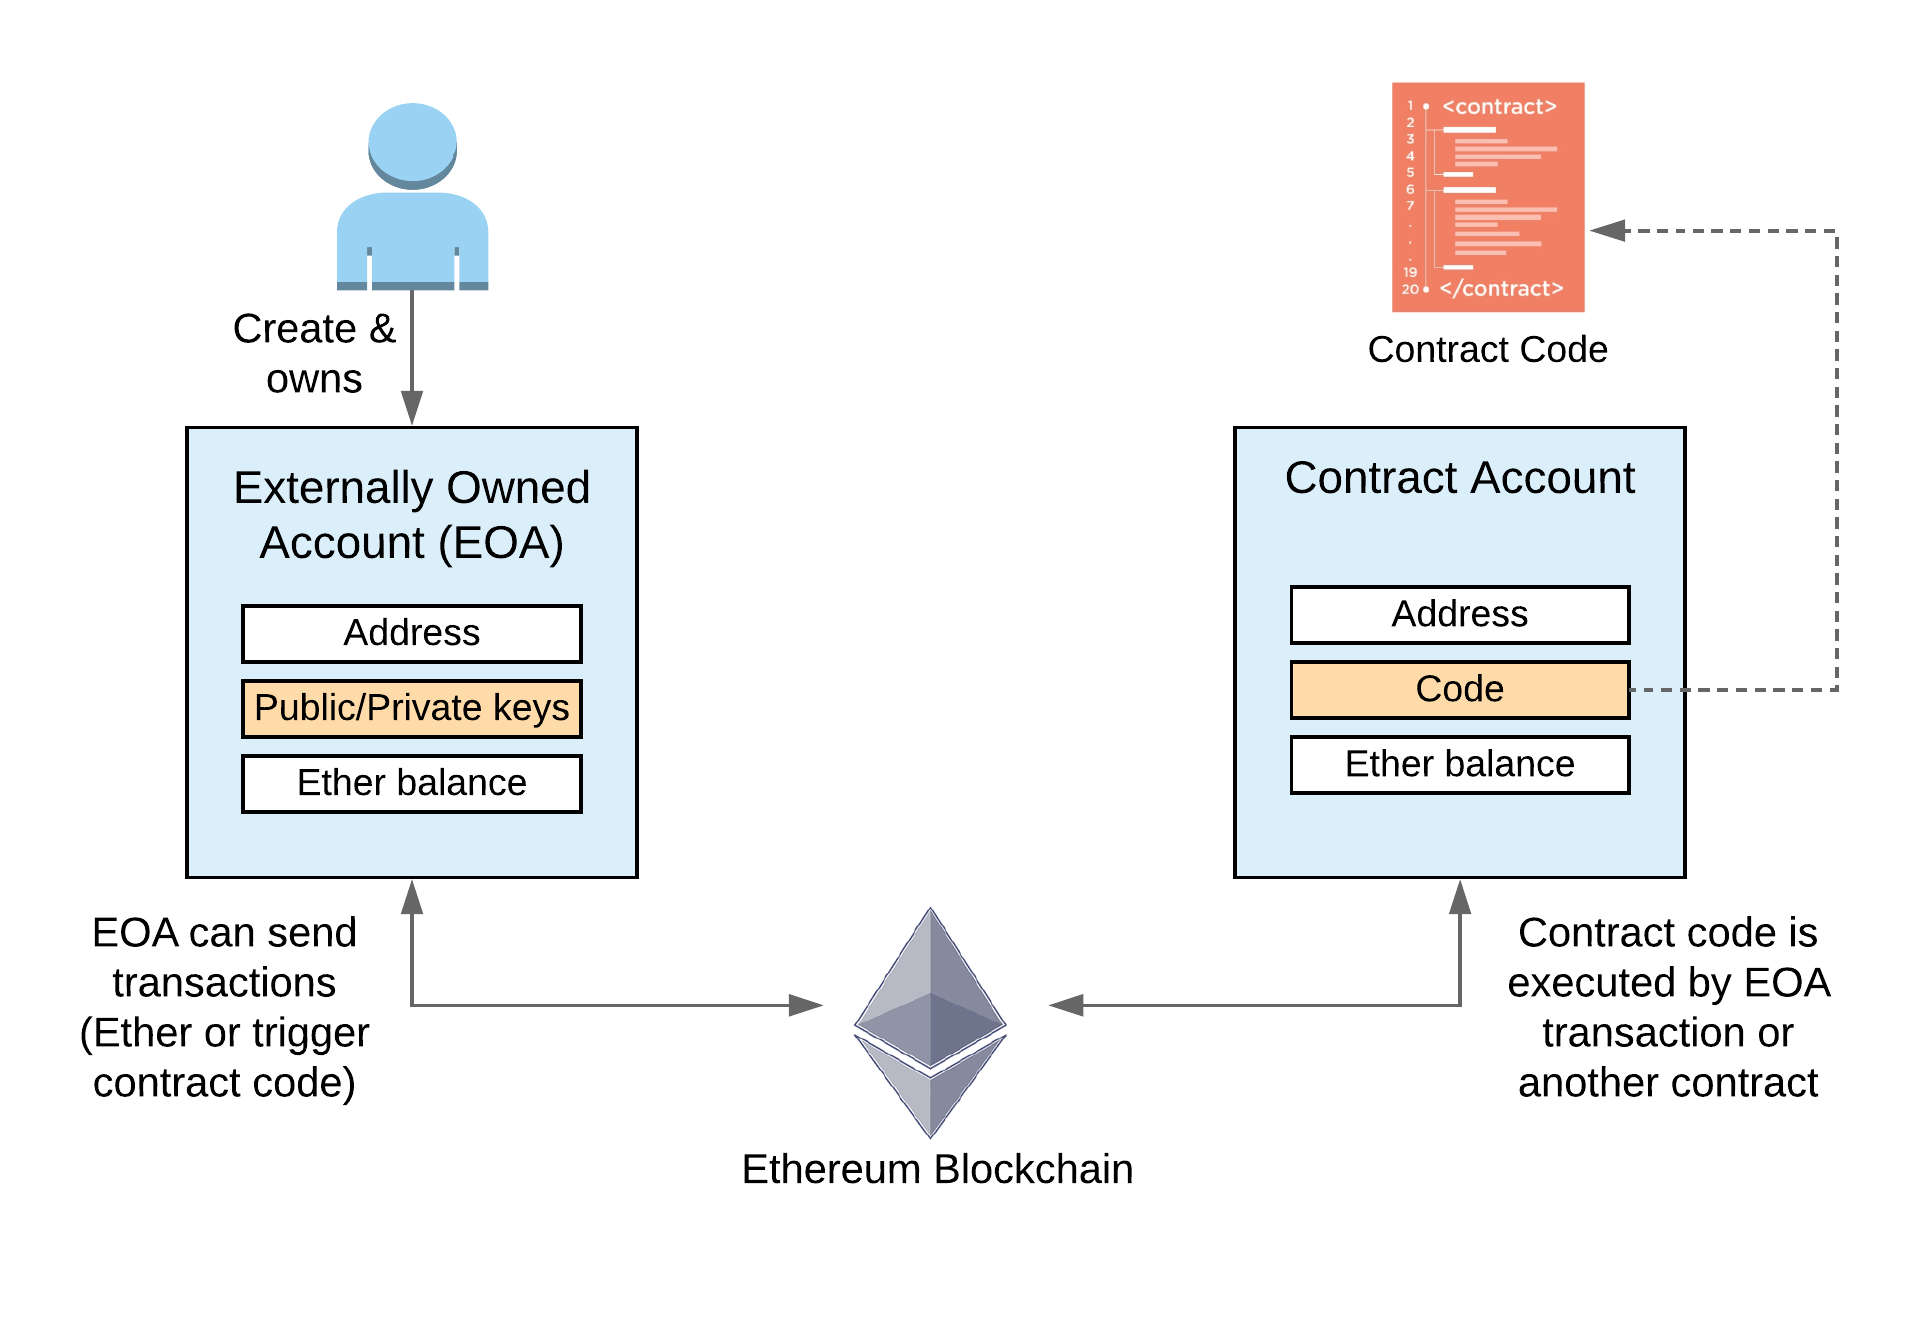 1 <contract>
2
3
4
5
6
7
.
.
.
19
20 </contract>
Contract Code
Create &
owns
Externally Owned
Account (EOA)
Address
Public/Private keys
Ether balance
Contract Account
Address
Code
Ether balance
EOA can send
transactions
(Ether or trigger
contract code)
Ethereum Blockchain
Contract code is
executed by EOA
transaction or
another contract